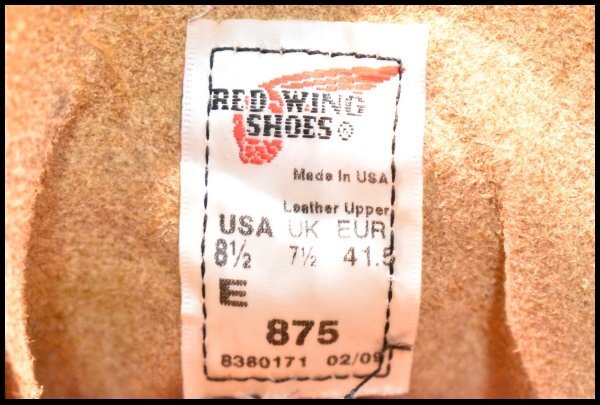 RED WING
SHOES®
Made in USA
Leather Upper
USA UK EUR
8½ 7½ 41.5
E
875
8380171 02/09